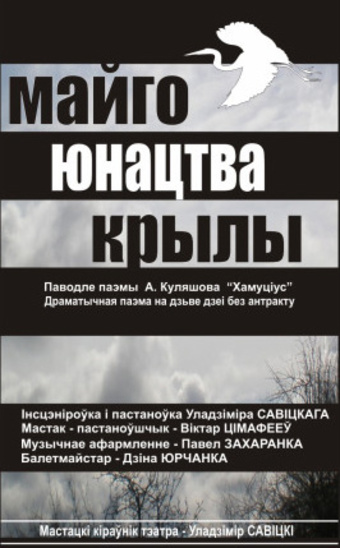 майго
юнацтва
крылы
Паводле паэмы А. Куляшова “Хамуціус”
Драматычная паэма на дзьве дзеі без антракту
Інсцэніроўка і пастаноўка Уладзіміра САВІЦКАГА
Мастак - пастаноўшчык - Віктар ЦІМАФЕЕЎ
Музычнае афармленне - Павел ЗАХАРАНКА
Балетмайстар - Дзіна ЮРЧАНКА
Мастацкі кіраўнік тэатра - Уладзімір САВІЦКІ